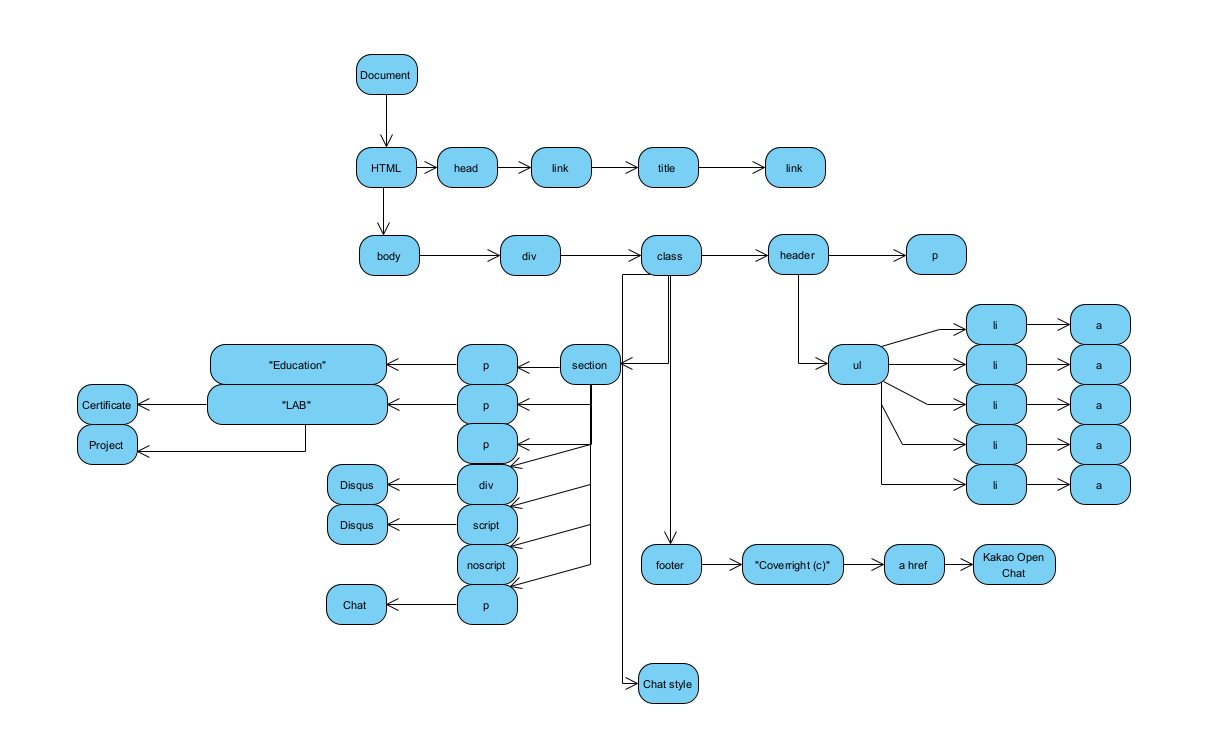 Document
HTML
head
link
title
link
body
div
class
header
p
li
a
"Education"
p
section
ul
li
a
Certificate
"LAB"
p
li
a
Project
p
li
a
Disqus
div
li
a
Disqus
script
noscript
footer
"Coverright (c)"
a href
Kakao Open
Chat
Chat
p
Chat style